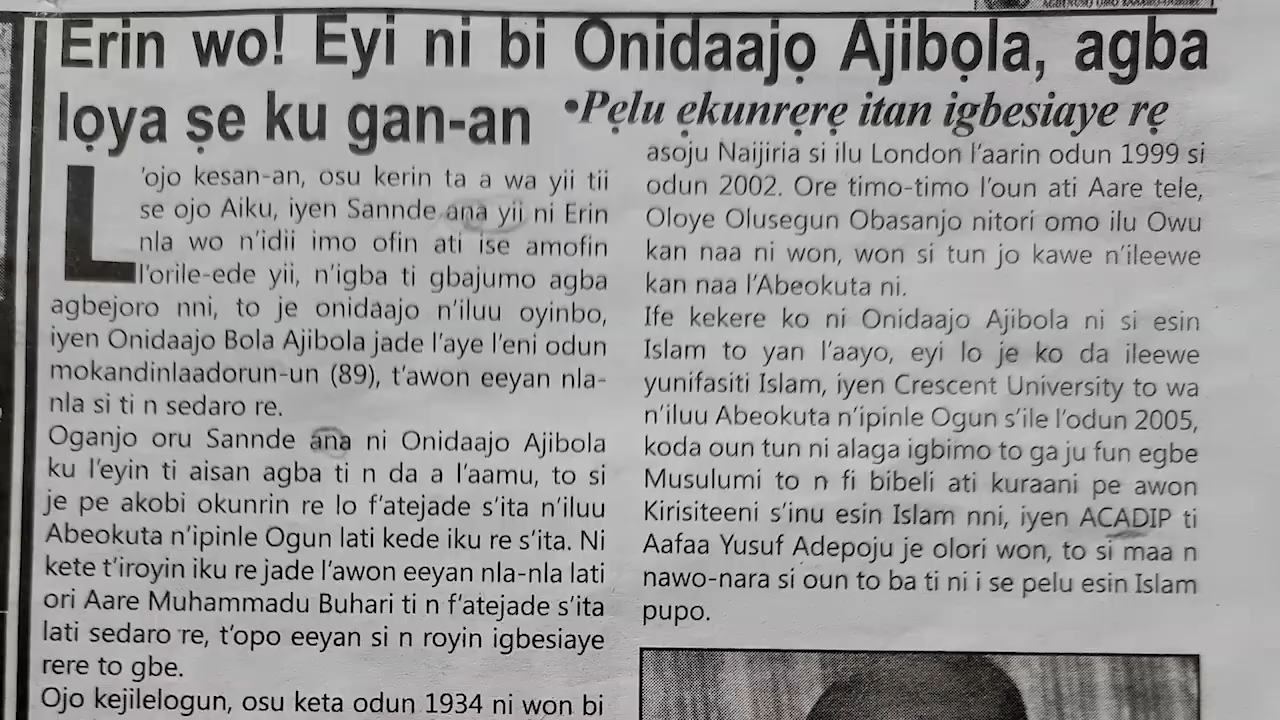 Erin wo! Eyi ni bi Onidaajọ Ajibọla, agba
lọya ṣe ku gan-an
•Pẹlu ẹkunrẹrẹ itan igbesiaye rẹ
L'ojo kesan-an, osu kerin ta a wa yii tii
se ojo Aiku, iyen Sannde ana yii ni Erin
nla wo n'idii imo ofin ati ise amofin
l'orile-ede yii, n'igba ti gbajumo agba
agbejoro nni, to je onidaajo n'iluu oyinbo,
iyen Onidaajo Bola Ajibola jade l'aye l'eni odun
mokandinlaadorun-un (89), t'awon eeyan nla-
nla si ti n sedaro re.
Oganjo oru Sannde ana ni Onidaajo Ajibola
ku l'eyin ti aisan agba ti n da a l'aamu, to si
je pe akobi okunrin re lo f'atejade s'ita n'iluu
Abeokuta n'ipinle Ogun lati kede iku re s'ita. Ni
kete t'iroyin iku re jade l'awon eeyan nla-nla lati
ori Aare Muhammadu Buhari ti n f'atejade s'ita
lati sedaro re, t'opo eeyan si n royin igbesiaye
rere to gbe.
Ojo kejilelogun, osu keta odun 1934 ni won bi
asoju Naijiria si ilu London l'aarin odun 1999 si
odun 2002. Ore timo-timo l'oun ati Aare tele,
Oloye Olusegun Obasanjo nitori omo ilu Owu
kan naa ni won, won si tun jo kawe n'ileewe
kan naa l'Abeokuta ni.
Ife kekere ko ni Onidaajo Ajibola ni si esin
Islam to yan l'aayo, eyi lo je ko da ileewe
yunifasiti Islam, iyen Crescent University to wa
n'iluu Abeokuta n'ipinle Ogun s'ile l'odun 2005,
koda oun tun ni alaga igbimo to ga ju fun egbe
Musulumi to n fi bibeli ati kuraani pe awon
Kirisiteeni s'inu esin Islam nni, iyen ACADIP ti
Aafaa Yusuf Adepoju je olori won, to si maa n
nawo-nara si oun to ba ti ni i se pelu esin Islam
pupo.